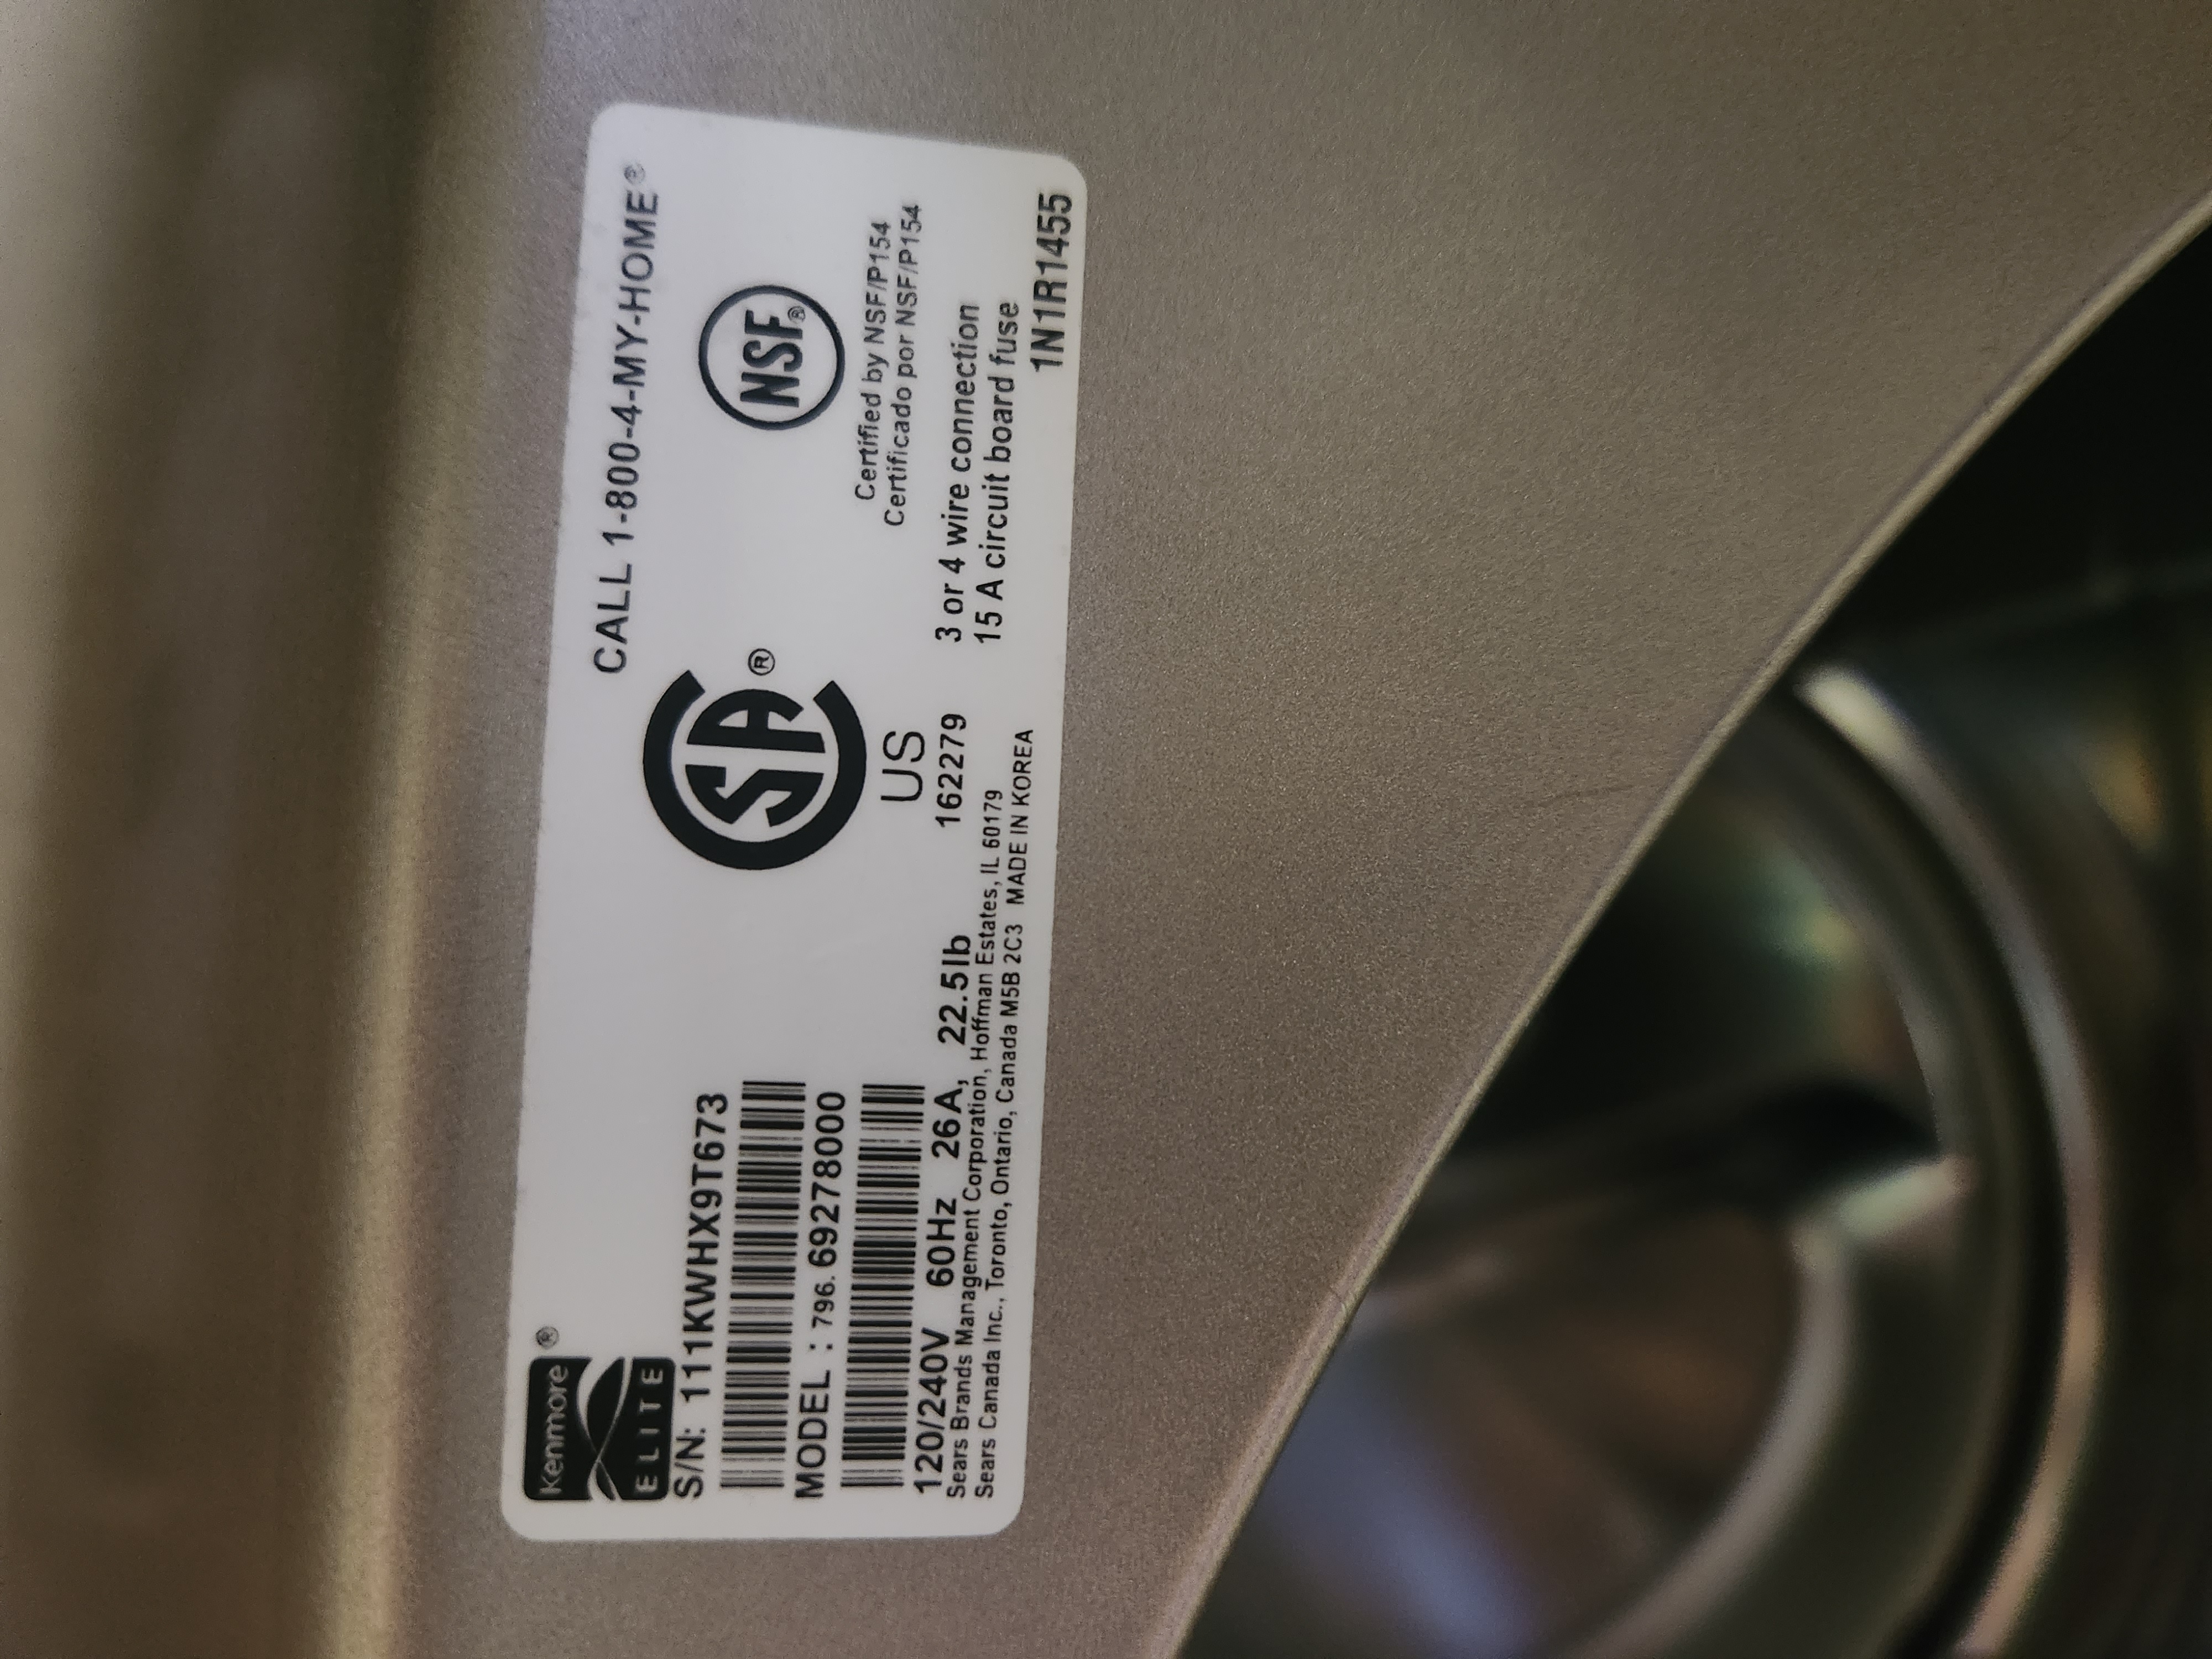 Kenmore®
ELITE
CALL 1-800-4-MY-HOME®
S/N: 111KWHX9T673
MODEL : 796.69278000
120/240V 60Hz 26A, 22.5lb
Sears Brands Management Corporation, Hoffman Estates, IL 60179
Sears Canada Inc., Toronto, Ontario, Canada M5B 2C3 MADE IN KOREA
SA®
US
162279
NSF®
Certified by NSF/P154
Certificado por NSF/P154
3 or 4 wire connection
15 A circuit board fuse
1N1R1455